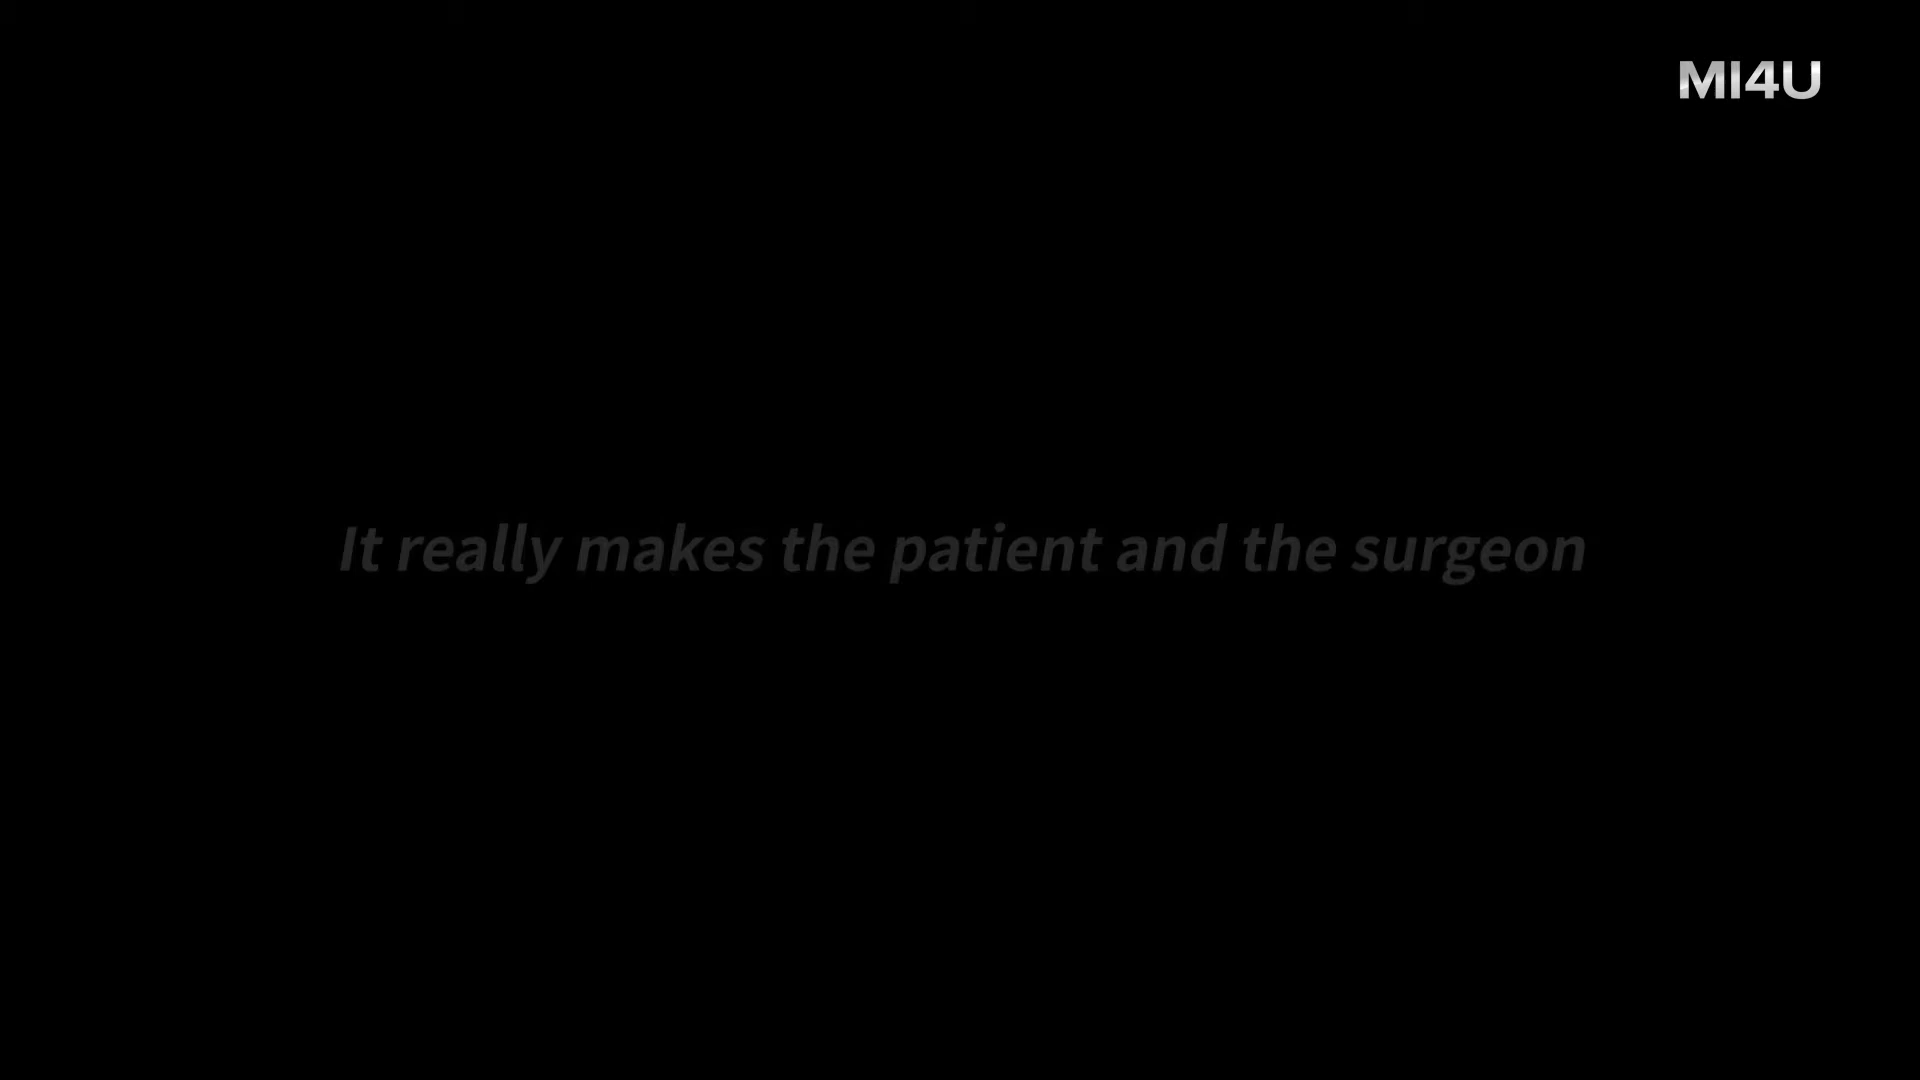 MI4U
It really makes the patient and the surgeon